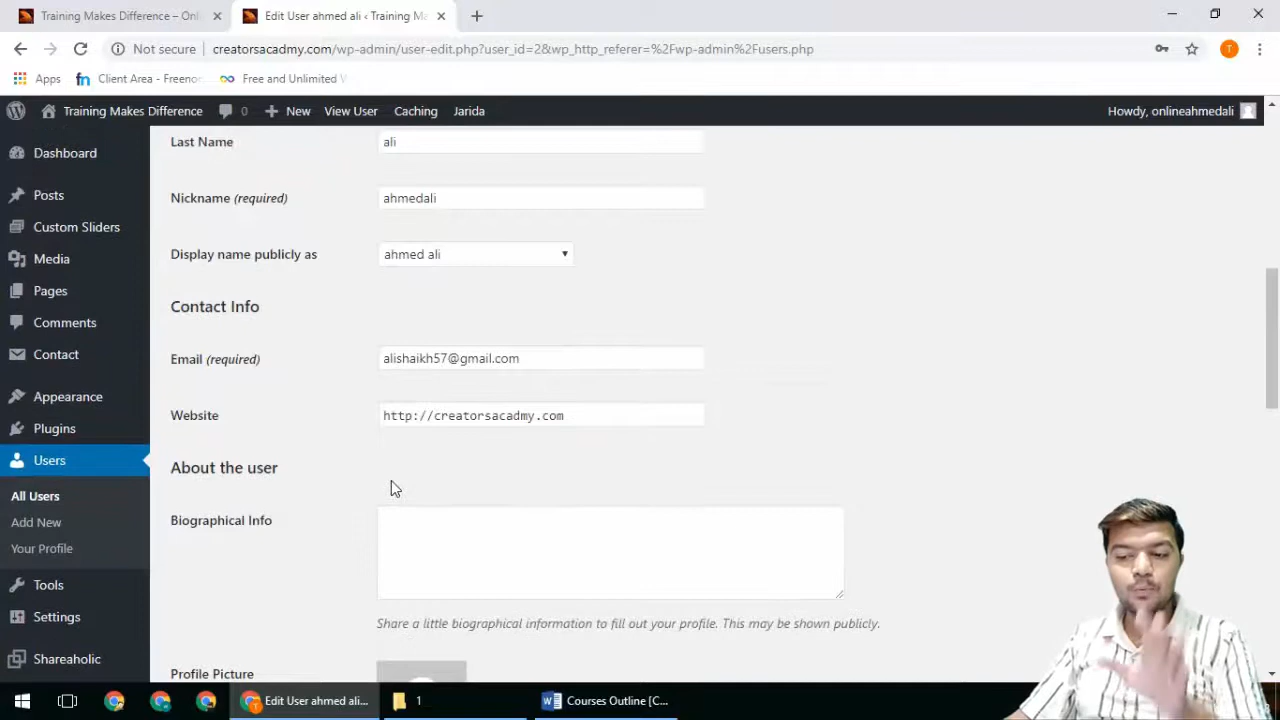 Training Makes Difference – Onl
Edit User ahmed ali ‹ Training Ma
Not secure
creatorsacadmy.com/wp-admin/user-edit.php?user_id=2&wp_http_referer=%2Fwp-admin%2Fusers.php
T
Apps
fn Client Area - Freenor
Free and Unlimited W
Training Makes Difference
0
New
View User
Caching
Jarida
Howdy, onlineahmedali
Dashboard
Posts
Custom Sliders
Media
Pages
Comments
Contact
Appearance
Plugins
Users
All Users
Add New
Your Profile
Tools
Settings
Shareaholic
Last Name
ali
Nickname (required)
ahmedali
Display name publicly as
ahmed ali
Contact Info
Email (required)
alishaikh57@gmail.com
Website
http://creatorsacadmy.com
About the user
Biographical Info
Share a little biographical information to fill out your profile. This may be shown publicly.
Profile Picture
Edit User ahmed ali...
1
Courses Outline [C...